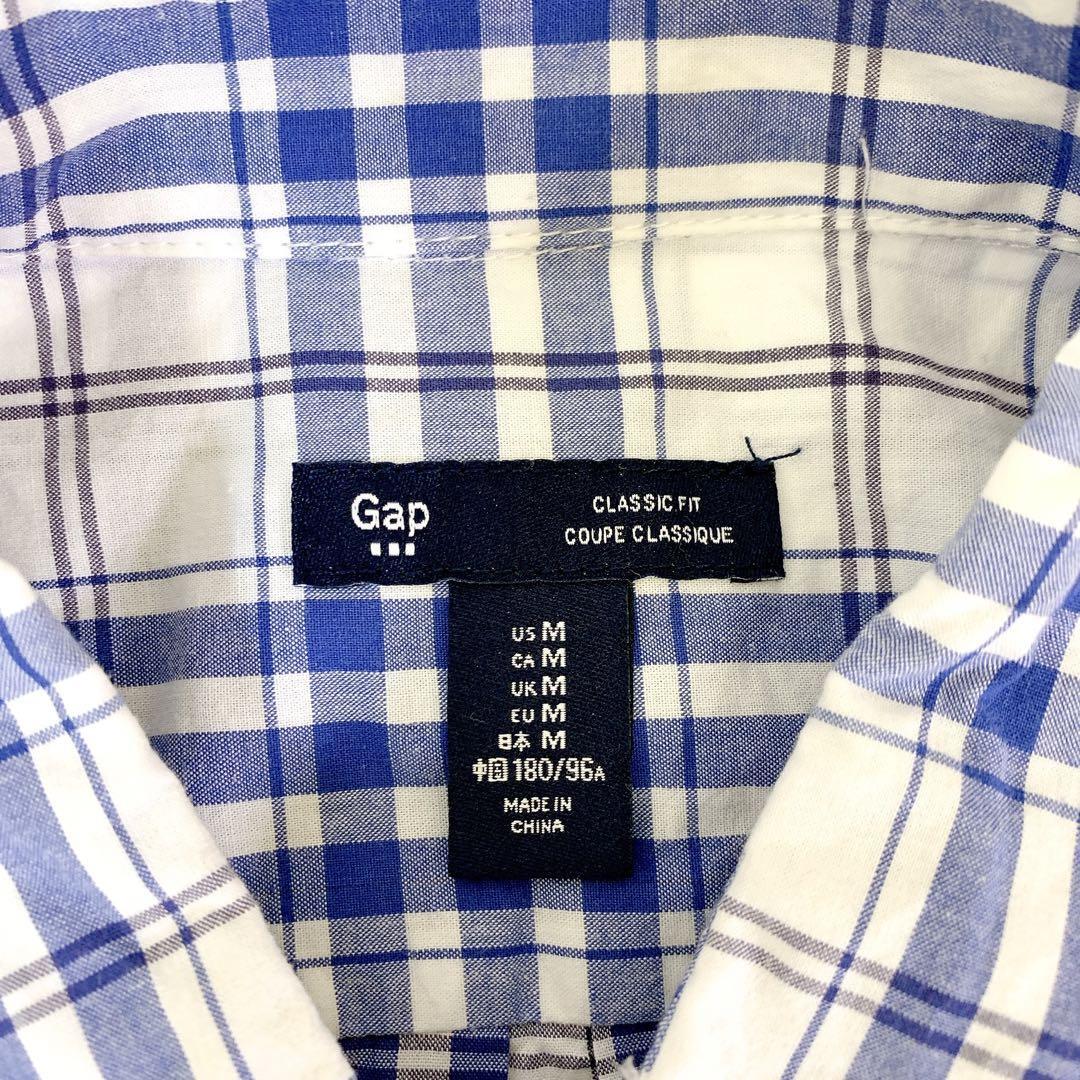 Gap
CLASSIC FIT
COUPE CLASSIQUE
US M
CA M
UK M
EU M
日本 M
中国 180/96A
MADE IN
CHINA